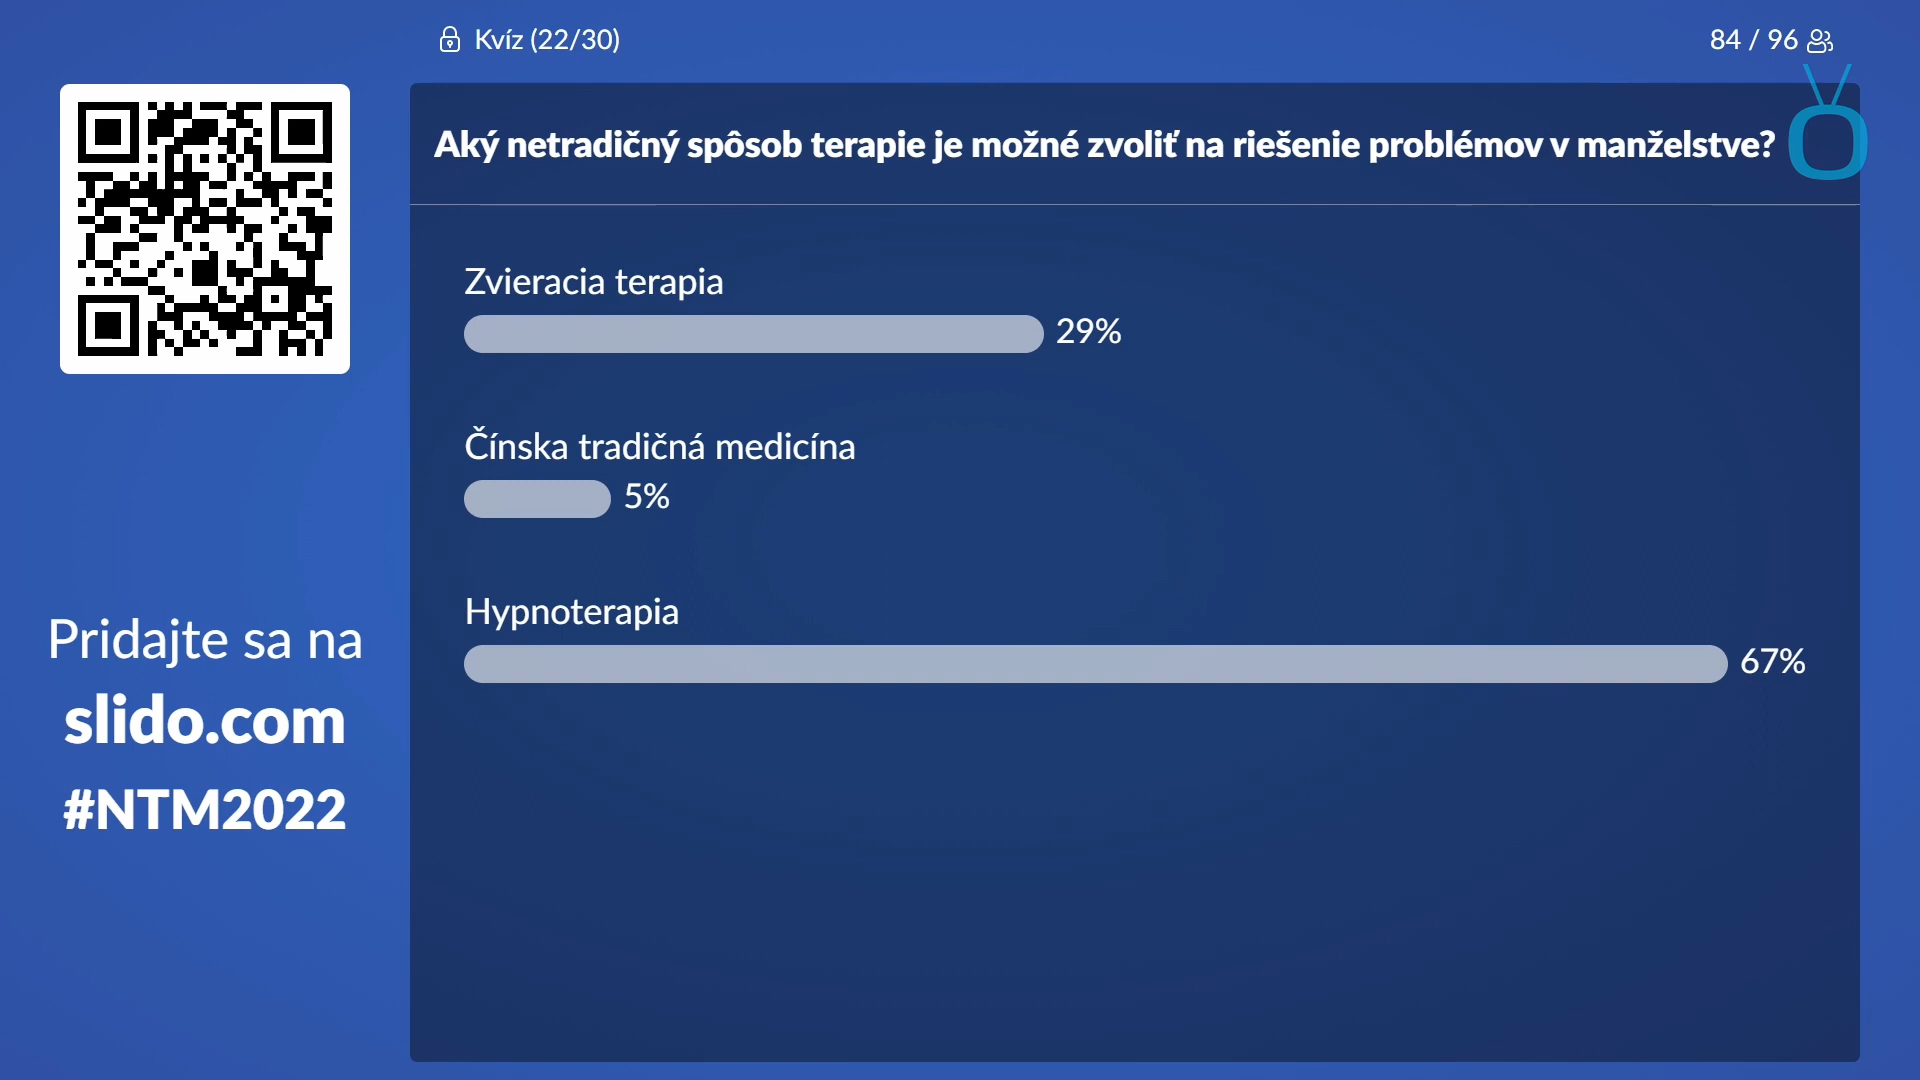 Kvíz (22/30)
84 / 96
Aký netradičný spôsob terapie je možné zvoliť na riešenie problémov v manželstve?
Zvieracia terapia
29%
Čínska tradičná medicína
5%
Hypnoterapia
67%
Pridajte sa na
slido.com
#NTM2022